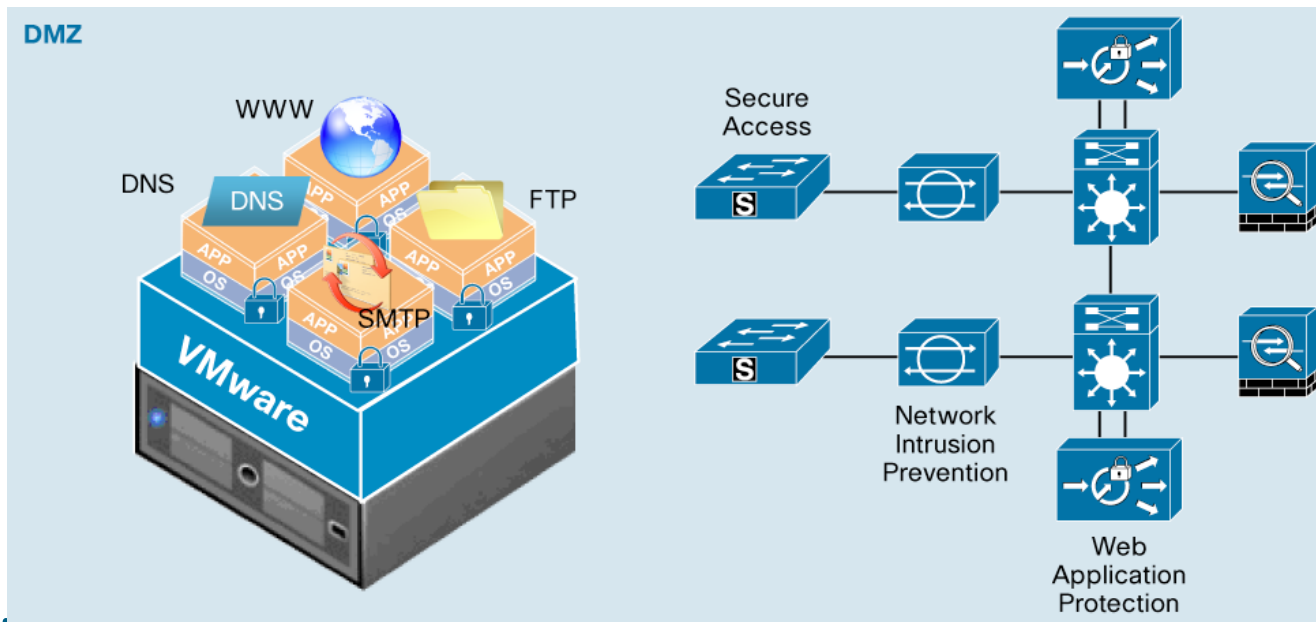 DMZ
WWW
DNS
DNS
FTP
APP
APP
OS
APP
APP
OS
OS
APP
APP
OS
SMTP
APP
APP
OS
OS
VMware
Secure
Access
S
S
Network
Intrusion
Prevention
Web
Application
Protection